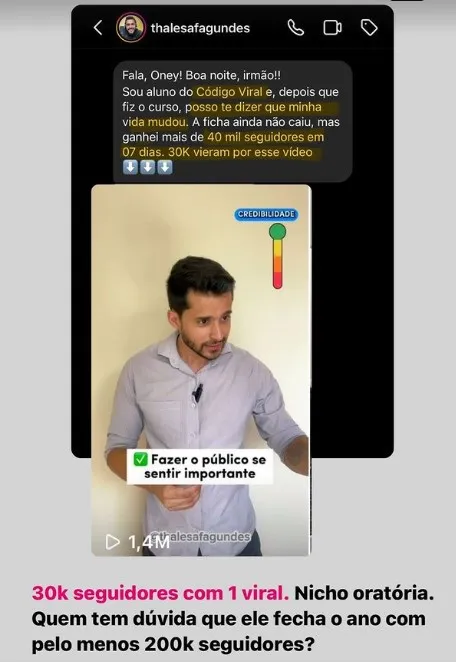 thalesafagundes
Fala, Oney! Boa noite, irmão!!
Sou aluno do Código Viral e, depois que
fiz o curso, posso te dizer que minha
vida mudou. A ficha ainda não caiu, mas
ganhei mais de 40 mil seguidores em
07 dias. 30K vieram por esse vídeo
⬇️⬇️⬇️
CREDIBILIDADE
✅ Fazer o público se
sentir importante
@thalesafagundes
1,4M
30k seguidores com 1 viral. Nicho oratória.
Quem tem dúvida que ele fecha o ano com
pelo menos 200k seguidores?